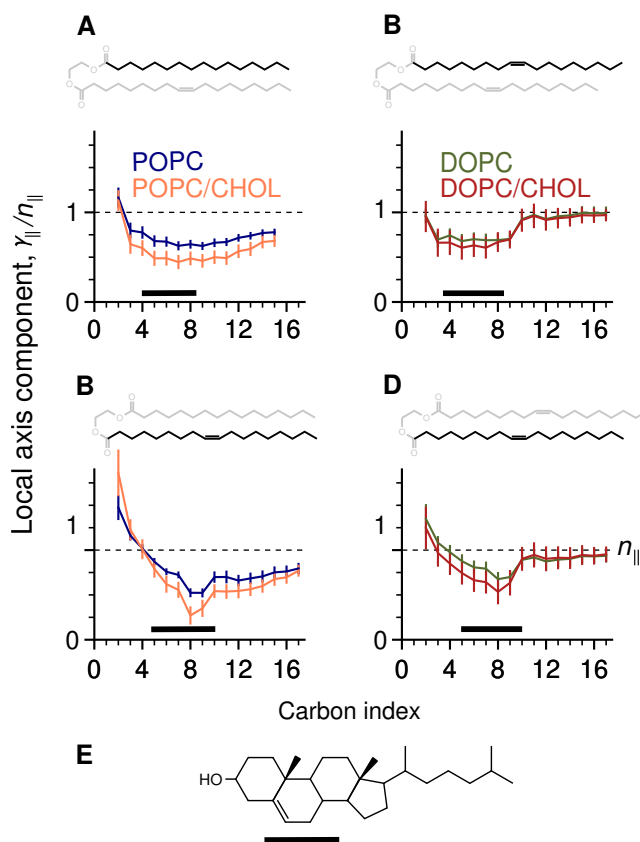 A
B
O
O
O
O
O
O
O
O
POPC
POPC/CHOL
DOPC
DOPC/CHOL
Local axis component, γ||/n||
1
0
0 4 8 12 16
1
0
0 4 8 12 16
B
D
O
O
O
O
O
O
O
O
1
0
0 4 8 12 16
1
0
0 4 8 12 16
n||
Carbon index
E
HO